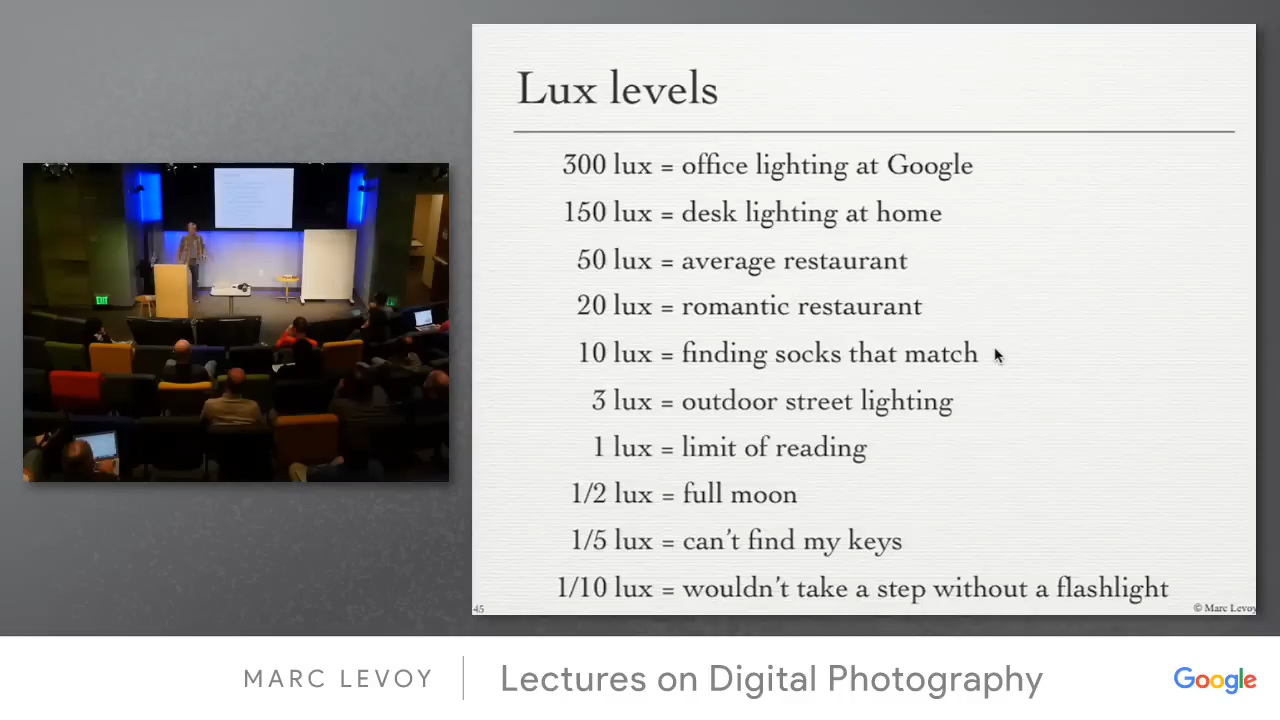 Lux levels
300 lux = office lighting at Google
150 lux = desk lighting at home
50 lux = average restaurant
20 lux = romantic restaurant
10 lux = finding socks that match
3 lux = outdoor street lighting
1 lux = limit of reading
1/2 lux = full moon
1/5 lux = can't find my keys
1/10 lux = wouldn't take a step without a flashlight
45
© Marc Levoy
EXIT
MARC LEVOY
Lectures on Digital Photography
Google